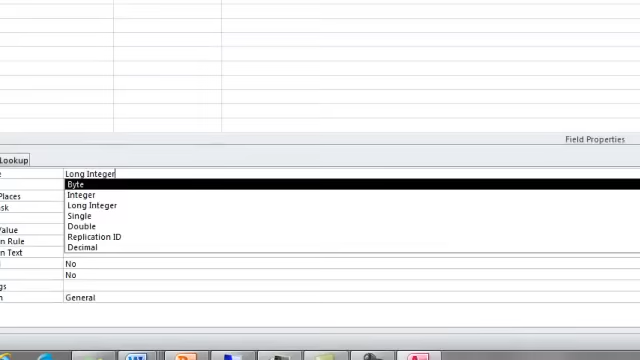 Field Properties
Lookup
Long Integer
Byte
Places
Integer
Long Integer
Single
Value
Double
n Rule
Replication ID
n Text
Decimal
No
No
gs
General